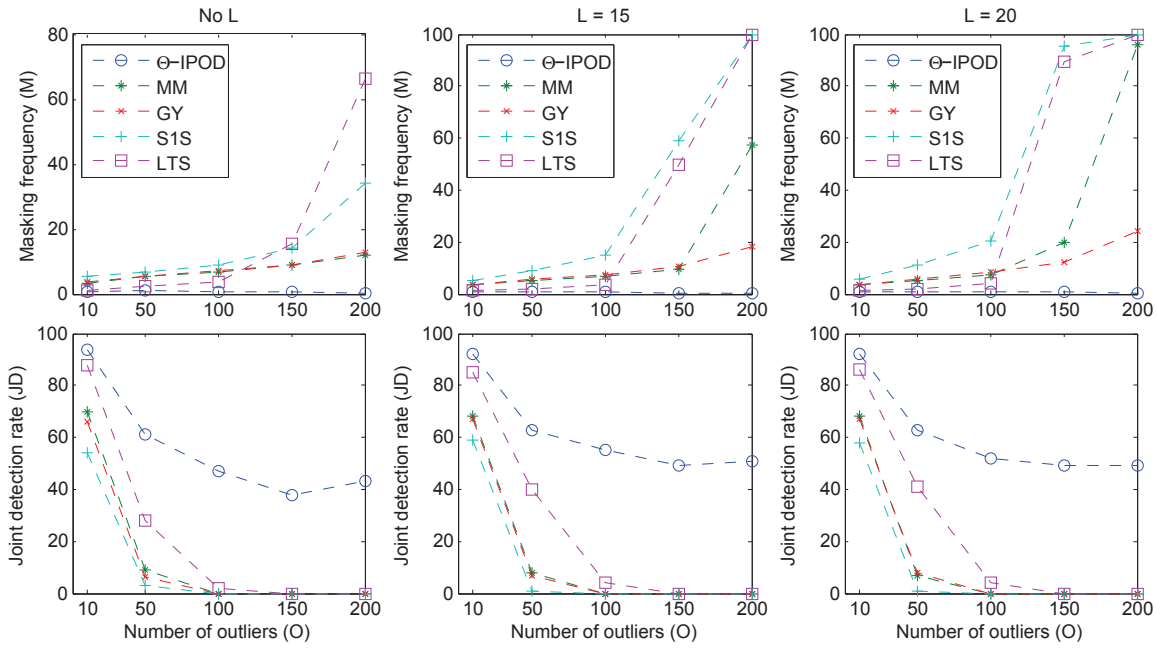 No L
L = 15
L = 20
Masking frequency (M)
80
60
40
20
0
Θ−IPOD
MM
GY
S1S
LTS
10 50 100 150 200
Masking frequency (M)
100
80
60
40
20
0
Θ−IPOD
MM
GY
S1S
LTS
10 50 100 150 200
Masking frequency (M)
100
80
60
40
20
0
Θ−IPOD
MM
GY
S1S
LTS
10 50 100 150 200
Joint detection rate (JD)
100
80
60
40
20
0
10 50 100 150 200
Number of outliers (O)
Joint detection rate (JD)
100
80
60
40
20
0
10 50 100 150 200
Number of outliers (O)
Joint detection rate (JD)
100
80
60
40
20
0
10 50 100 150 200
Number of outliers (O)